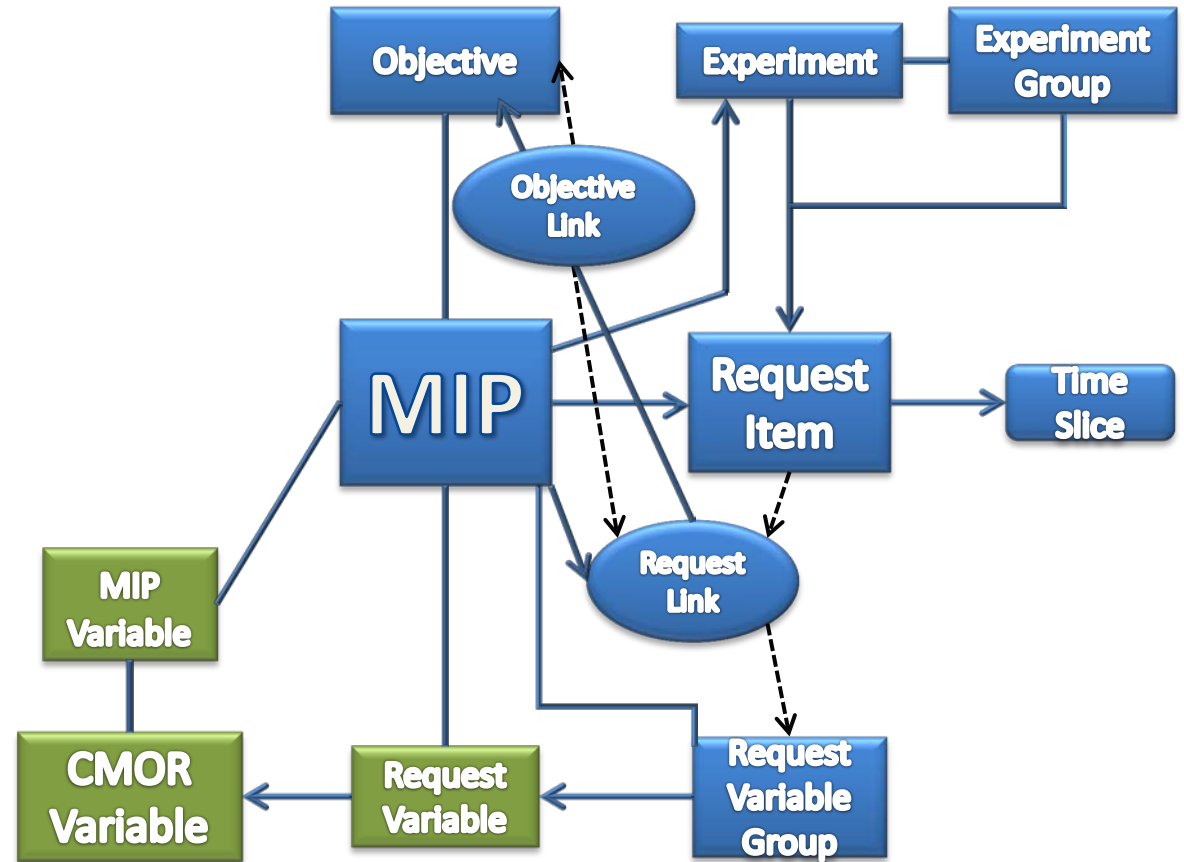 Objective
Experiment
Experiment
Group
Objective
Link
MIP
Request
Item
Time
Slice
MIP
Variable
Request
Link
CMOR
Variable
Request
Variable
Request
Variable
Group